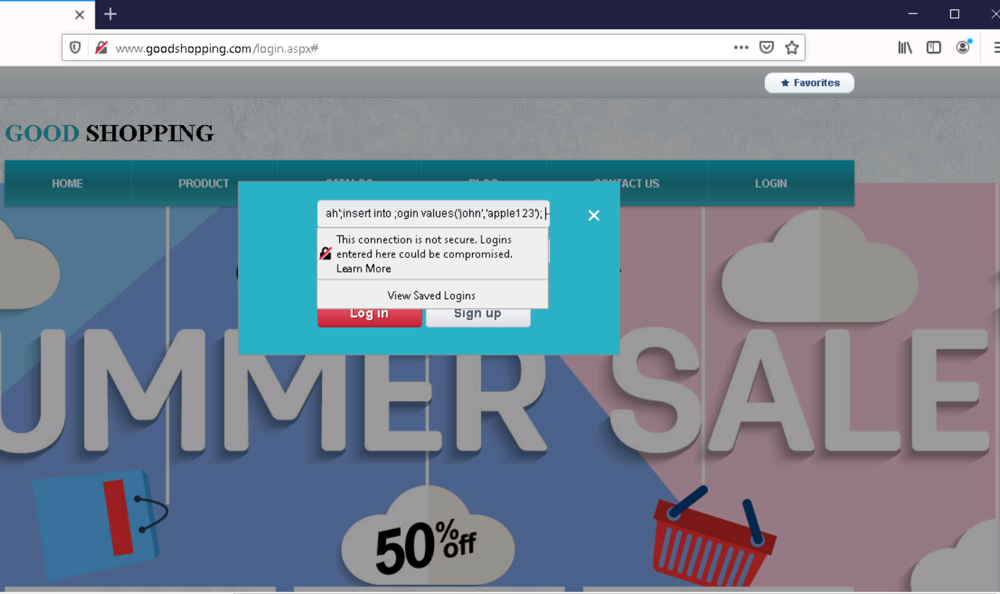 www.goodshopping.com/login.aspx#
Favorites
GOOD SHOPPING
HOME PRODUCT CATALOG BLOG CONTACT US LOGIN
ah';insert into ;ogin values('john','apple123');
This connection is not secure. Logins
entered here could be compromised.
Learn More
View Saved Logins
Log in Sign up
UMMER SALE
50% off